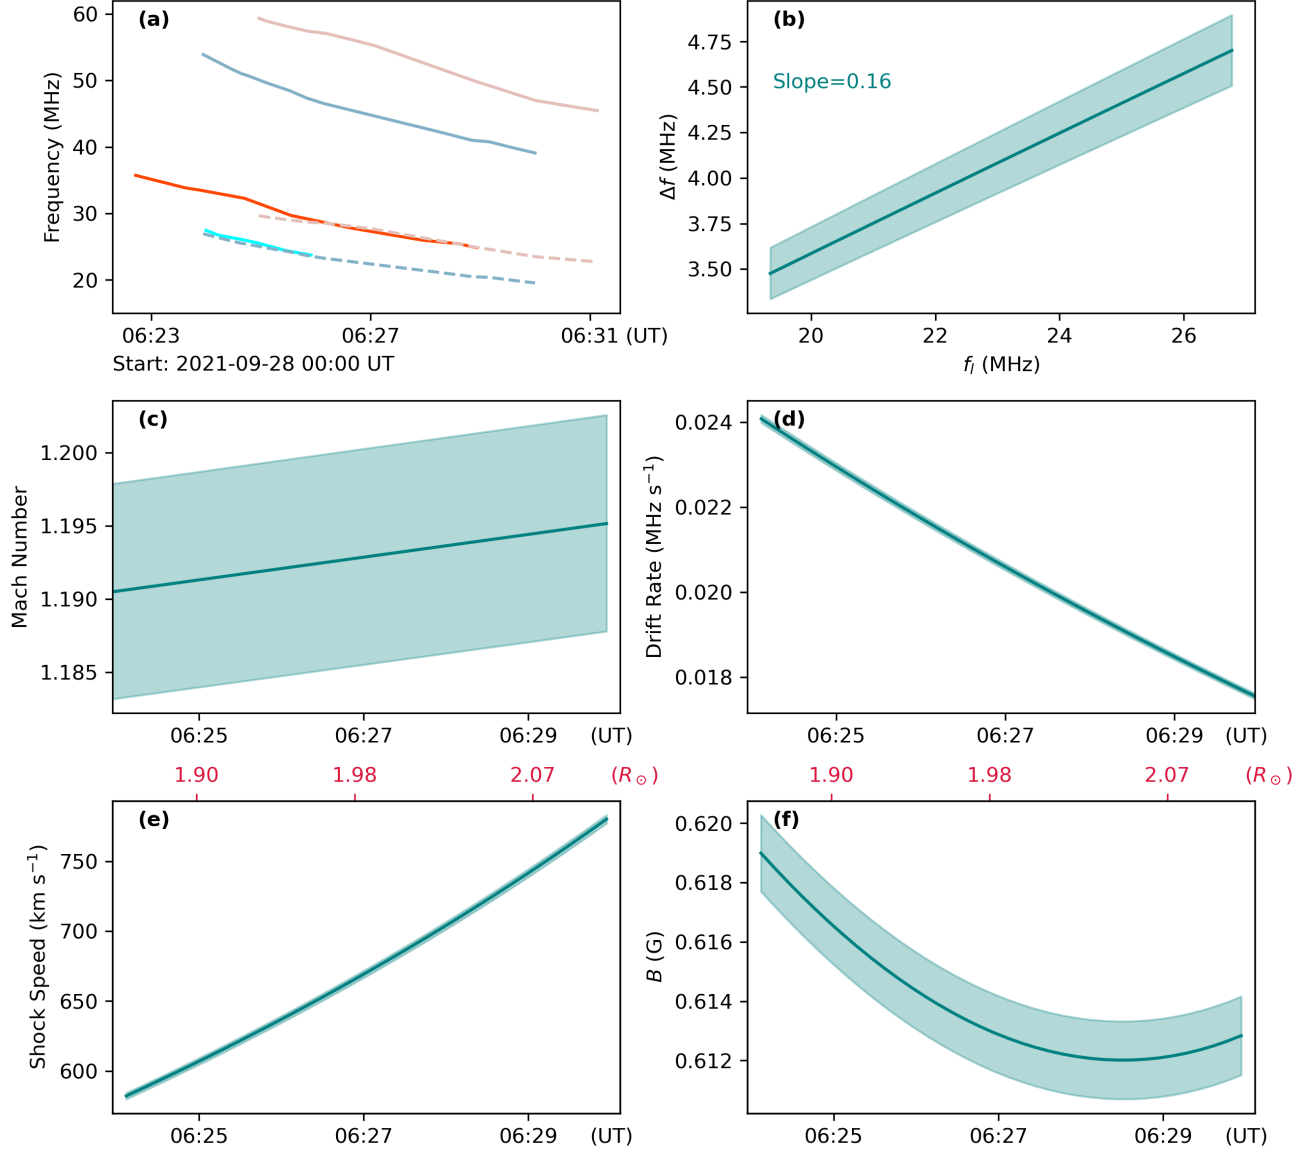 (a)
Frequency (MHz)
60
50
40
30
20
06:23 06:27 06:31 (UT)
Start: 2021-09-28 00:00 UT
(b)
Slope=0.16
Δf (MHz)
4.75
4.50
4.25
4.00
3.75
3.50
20 22 24 26
f_l (MHz)
(c)
Mach Number
1.200
1.195
1.190
1.185
06:25 06:27 06:29 (UT)
(d)
Drift Rate (MHz s⁻¹)
0.024
0.022
0.020
0.018
06:25 06:27 06:29 (UT)
1.90 1.98 2.07 (R☉)
(e)
Shock Speed (km s⁻¹)
750
700
650
600
06:25 06:27 06:29 (UT)
1.90 1.98 2.07 (R☉)
(f)
B (G)
0.620
0.618
0.616
0.614
0.612
06:25 06:27 06:29 (UT)